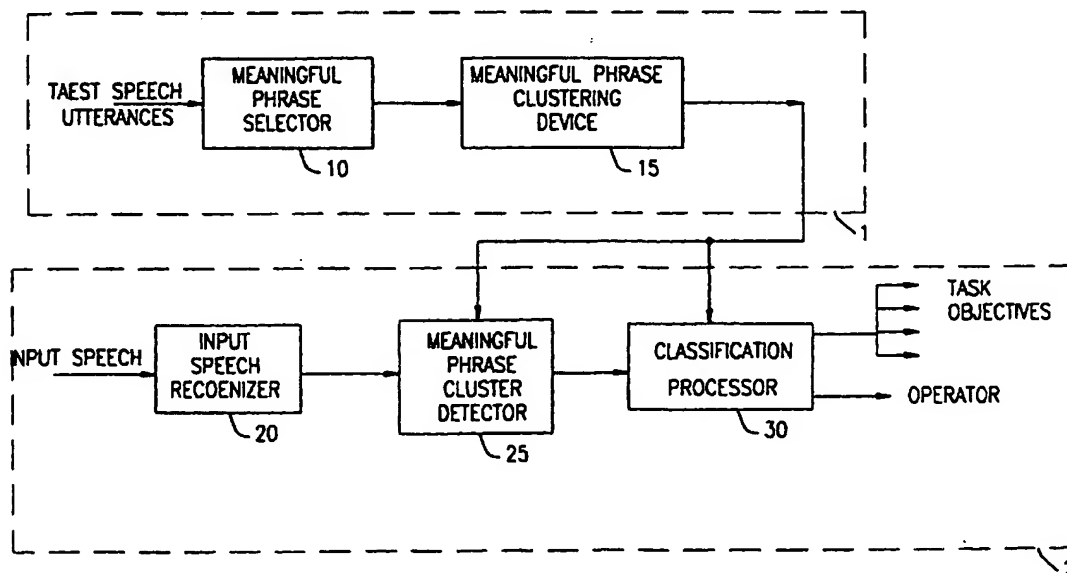 TAEST SPEECH
UTTERANCES
MEANINGFUL
PHRASE
SELECTOR
10
MEANINGFUL PHRASE
CLUSTERING
DEVICE
15
1
INPUT SPEECH
INPUT
SPEECH
RECOENIZER
20
MEANINGFUL
PHRASE
CLUSTER
DETECTOR
25
CLASSIFICATION
PROCESSOR
30
TASK
OBJECTIVES
OPERATOR